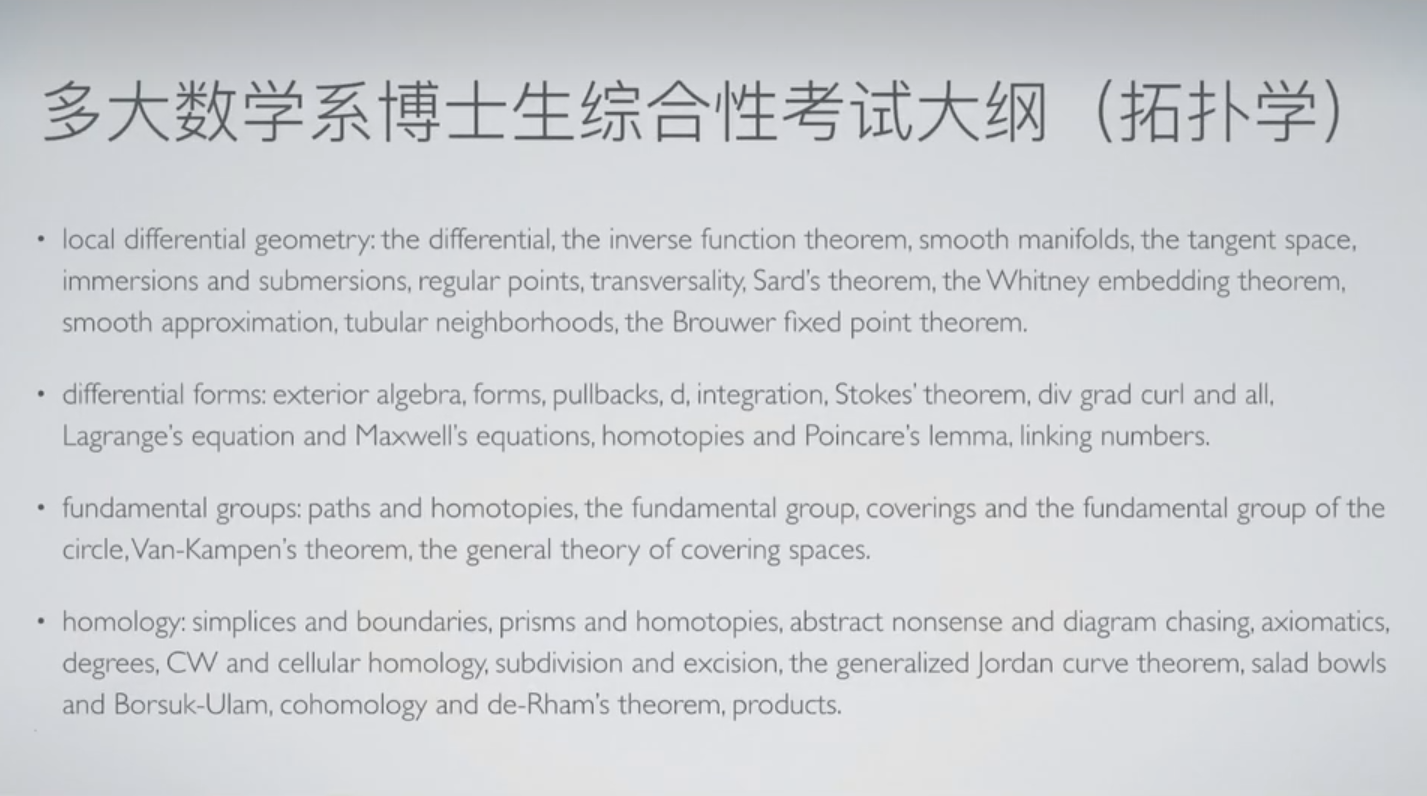 多大数学系博士生综合性考试大纲（拓扑学）
• local differential geometry: the differential, the inverse function theorem, smooth manifolds, the tangent space,
immersions and submersions, regular points, transversality, Sard's theorem, the Whitney embedding theorem,
smooth approximation, tubular neighborhoods, the Brouwer fixed point theorem.
• differential forms: exterior algebra, forms, pullbacks, d, integration, Stokes' theorem, div grad curl and all,
Lagrange's equation and Maxwell's equations, homotopies and Poincare's lemma, linking numbers.
• fundamental groups: paths and homotopies, the fundamental group, coverings and the fundamental group of the
circle, Van-Kampen's theorem, the general theory of covering spaces.
• homology: simplices and boundaries, prisms and homotopies, abstract nonsense and diagram chasing, axiomatics,
degrees, CW and cellular homology, subdivision and excision, the generalized Jordan curve theorem, salad bowls
and Borsuk-Ulam, cohomology and de-Rham's theorem, products.